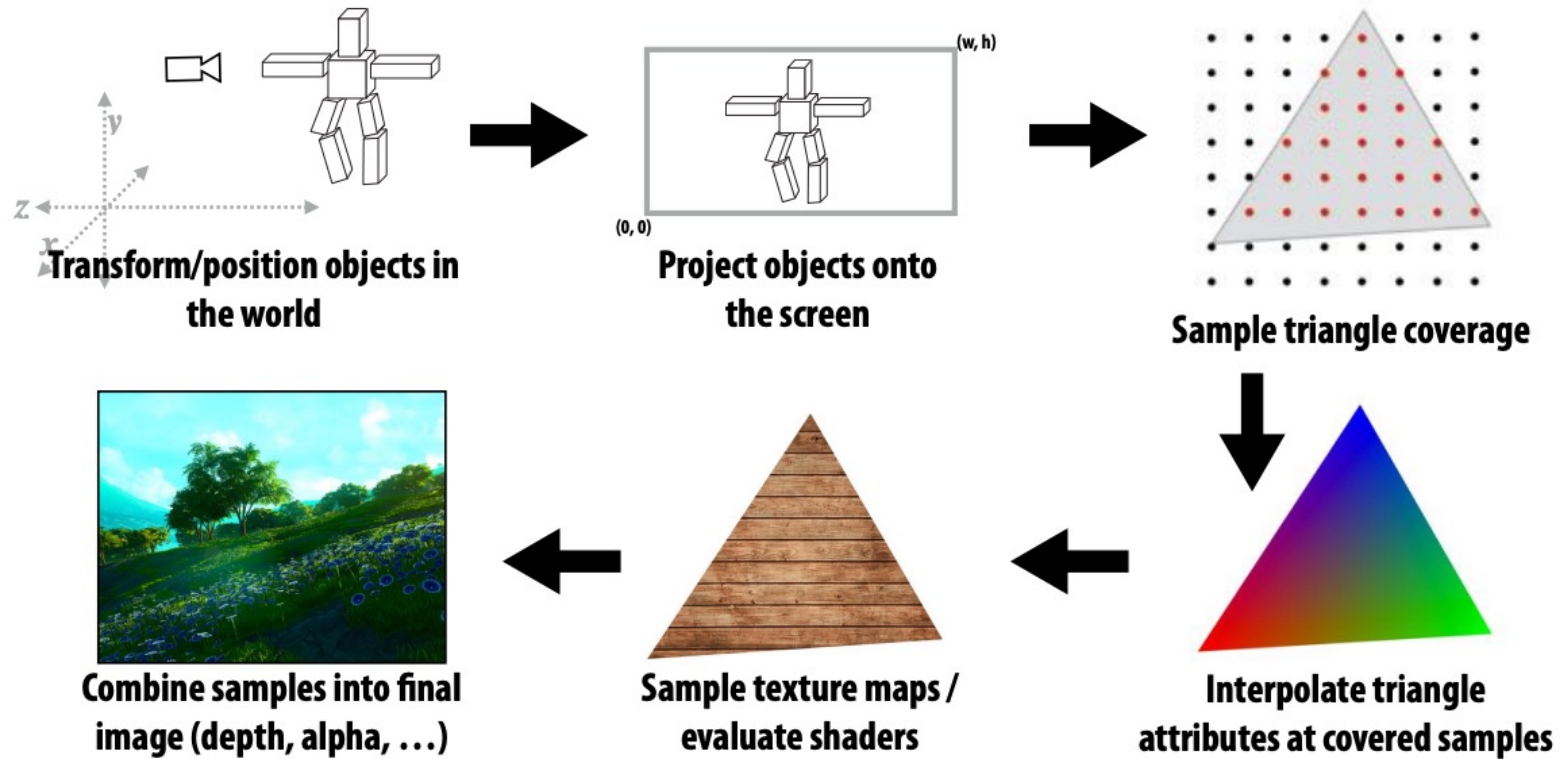 y
z
x
Transform/position objects in
the world
(w, h)
(0, 0)
Project objects onto
the screen
Sample triangle coverage
Interpolate triangle
attributes at covered samples
Sample texture maps /
evaluate shaders
Combine samples into final
image (depth, alpha, …)